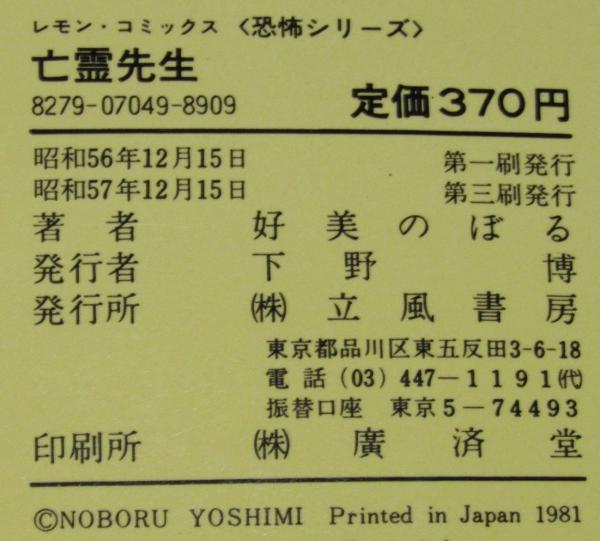 レモン・コミックス〈恐怖シリーズ〉
亡霊先生
8279-07049-8909 定価370円
昭和56年12月15日 第一刷発行
昭和57年12月15日 第三刷発行
著者 好美のぼる
発行者 下野博
発行所 ㈱立風書房
東京都品川区東五反田3-6-18
電話(03)447―1191㈹
振替口座 東京5―74493
印刷所 ㈱廣済堂
©NOBORU YOSHIMI Printed in Japan 1981